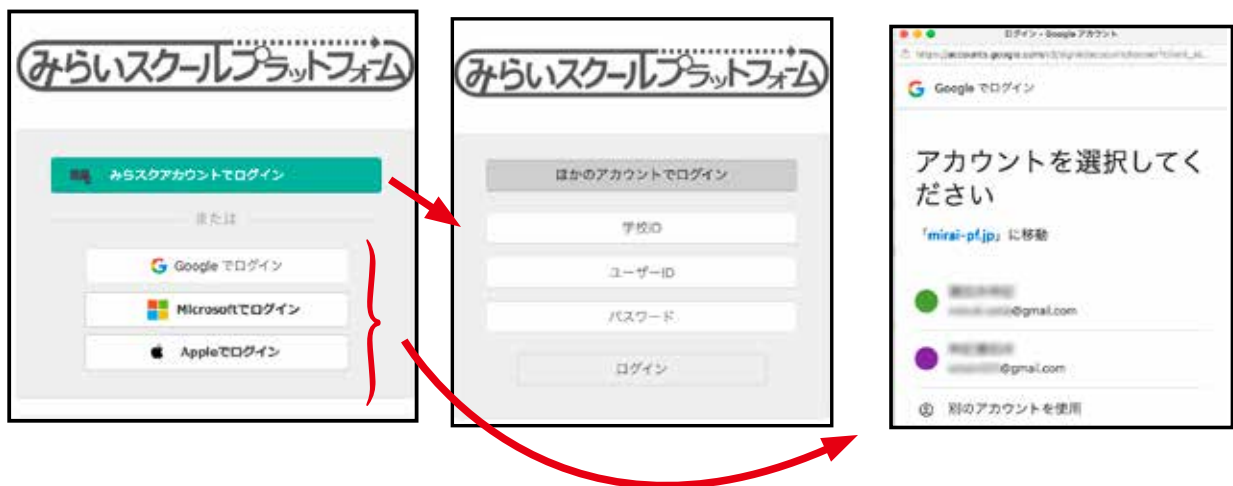 みらいスクールプラットフォーム
みらスクアカウントでログイン
または
Google でログイン
Microsoftでログイン
Appleでログイン
みらいスクールプラットフォーム
ほかのアカウントでログイン
学校ID
ユーザーID
パスワード
ログイン
ログイン - Google アカウント
Google でログイン
アカウントを選択してく
ださい
「mirai-pf.jp」に移動
@gmail.com
@gmail.com
別のアカウントを使用